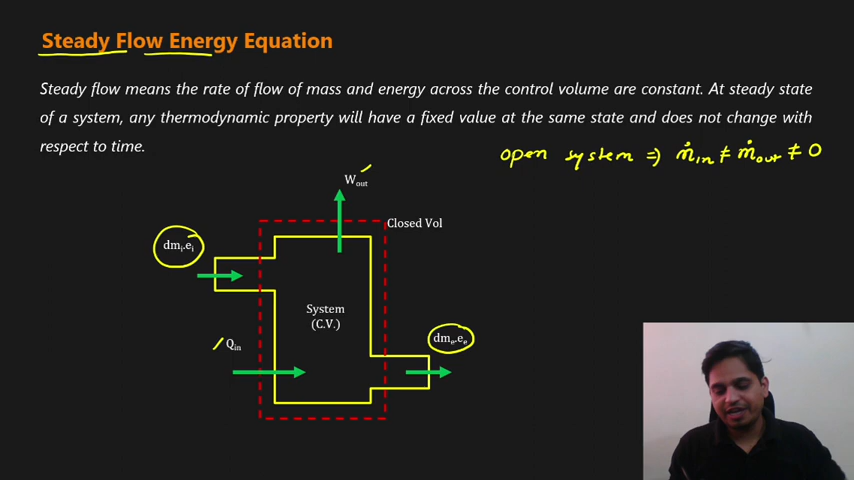 Steady Flow Energy Equation
Steady flow means the rate of flow of mass and energy across the control volume are constant. At steady state
of a system, any thermodynamic property will have a fixed value at the same state and does not change with
respect to time.
open system ⇒ ṁin ≠ ṁout ≠ 0
Wout
Closed Vol
dmi.ei
System
(C.V.)
dme.ee
Qin